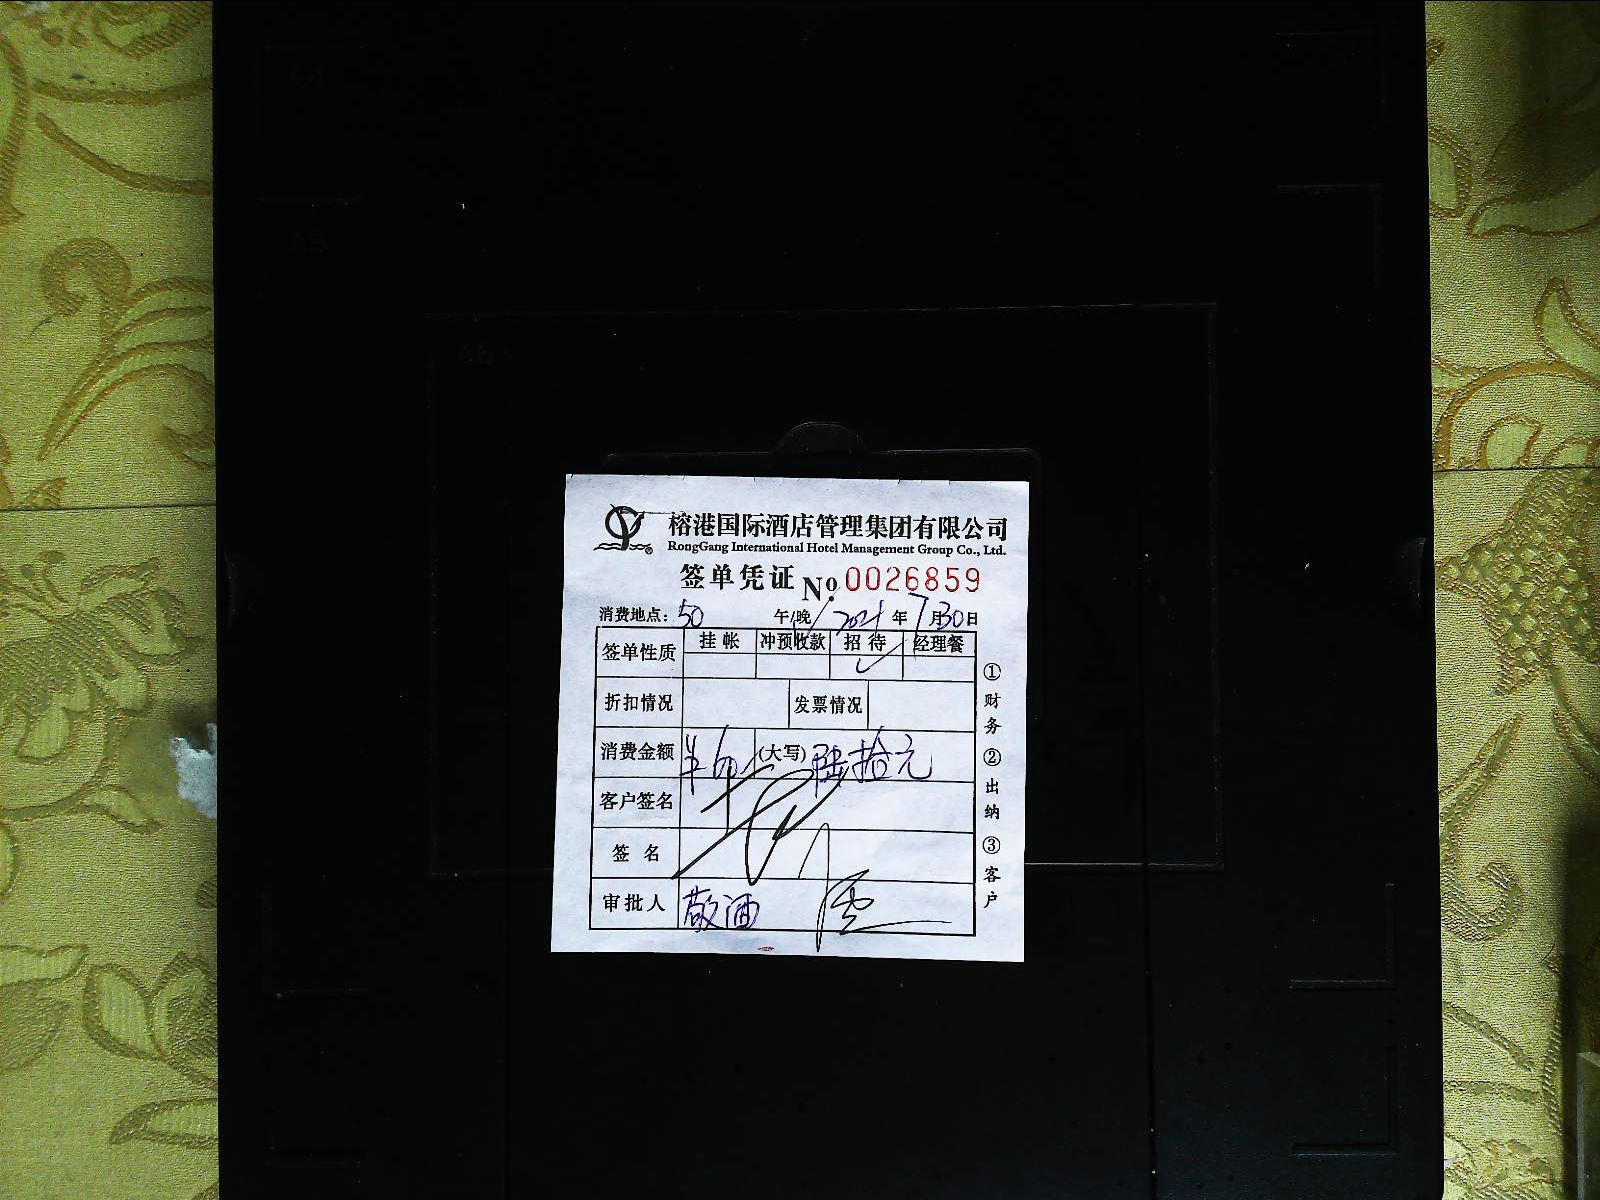 榕港国际酒店管理集团有限公司
RongGang International Hotel Management Group Co., Ltd.
签单凭证 No. 0026859
消费地点: 50 午/晚 2021 年 7 月 30 日
签单性质 挂帐 冲预收款 招待 经理餐
✓
折扣情况 发票情况
消费金额 ¥60 (大写) 陆拾元
客户签名
签名
审批人 敬酒
①财务 ②出纳 ③客户